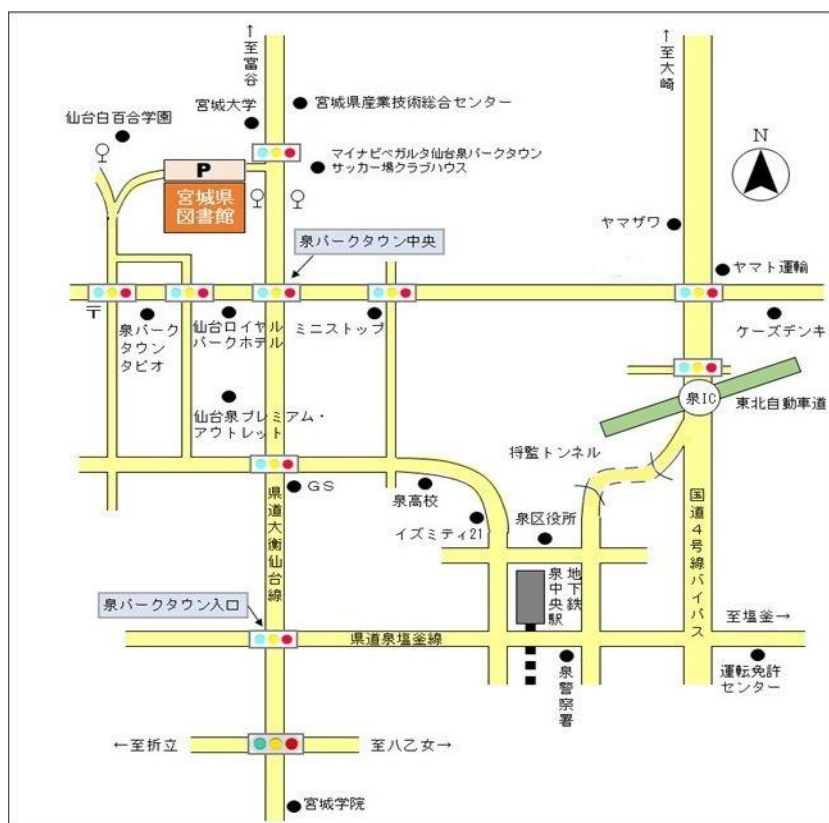 ↑至富谷
↑至大崎
宮城大学
宮城県産業技術総合センター
仙台白百合学園
N
マイナビベガルタ仙台泉パークタウン
サッカー場クラブハウス
P
宮城県
図書館
ヤマザワ
泉パークタウン中央
ヤマト運輸
〒
泉パーク
タウン
タピオ
仙台ロイヤル
パークホテル
ミニストップ
ケーズデンキ
泉IC
東北自動車道
仙台泉プレミアム・
アウトレット
将監トンネル
GS
泉高校
県道大衡仙台線
イズミティ21
泉区役所
国道4号線バイパス
地下鉄
泉中央駅
泉パークタウン入口
至塩釜→
県道泉塩釜線
泉警察署
運転免許
センター
←至折立
至八乙女→
宮城学院